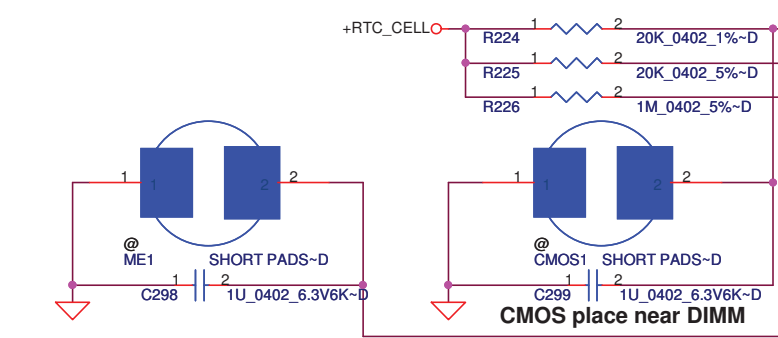 +RTC_CELL
1 2
R224 20K_0402_1%~D
1 2
R225 20K_0402_5%~D
1 2
R226 1M_0402_5%~D
1 1 2 2
1 1 2 2
@
ME1 SHORT PADS~D
1 2
C298 1U_0402_6.3V6K~D
@
CMOS1 SHORT PADS~D
1 2
C299 1U_0402_6.3V6K~D
CMOS place near DIMM